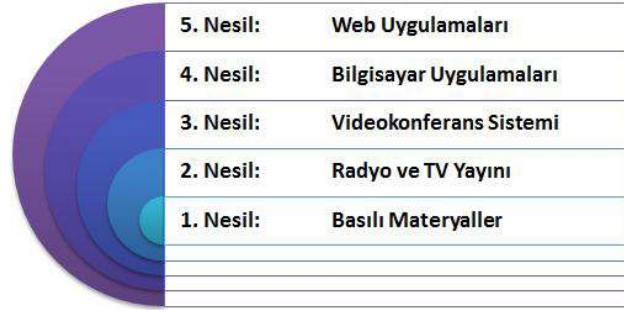 5. Nesil: Web Uygulamaları
4. Nesil: Bilgisayar Uygulamaları
3. Nesil: Videokonferans Sistemi
2. Nesil: Radyo ve TV Yayını
1. Nesil: Basılı Materyaller